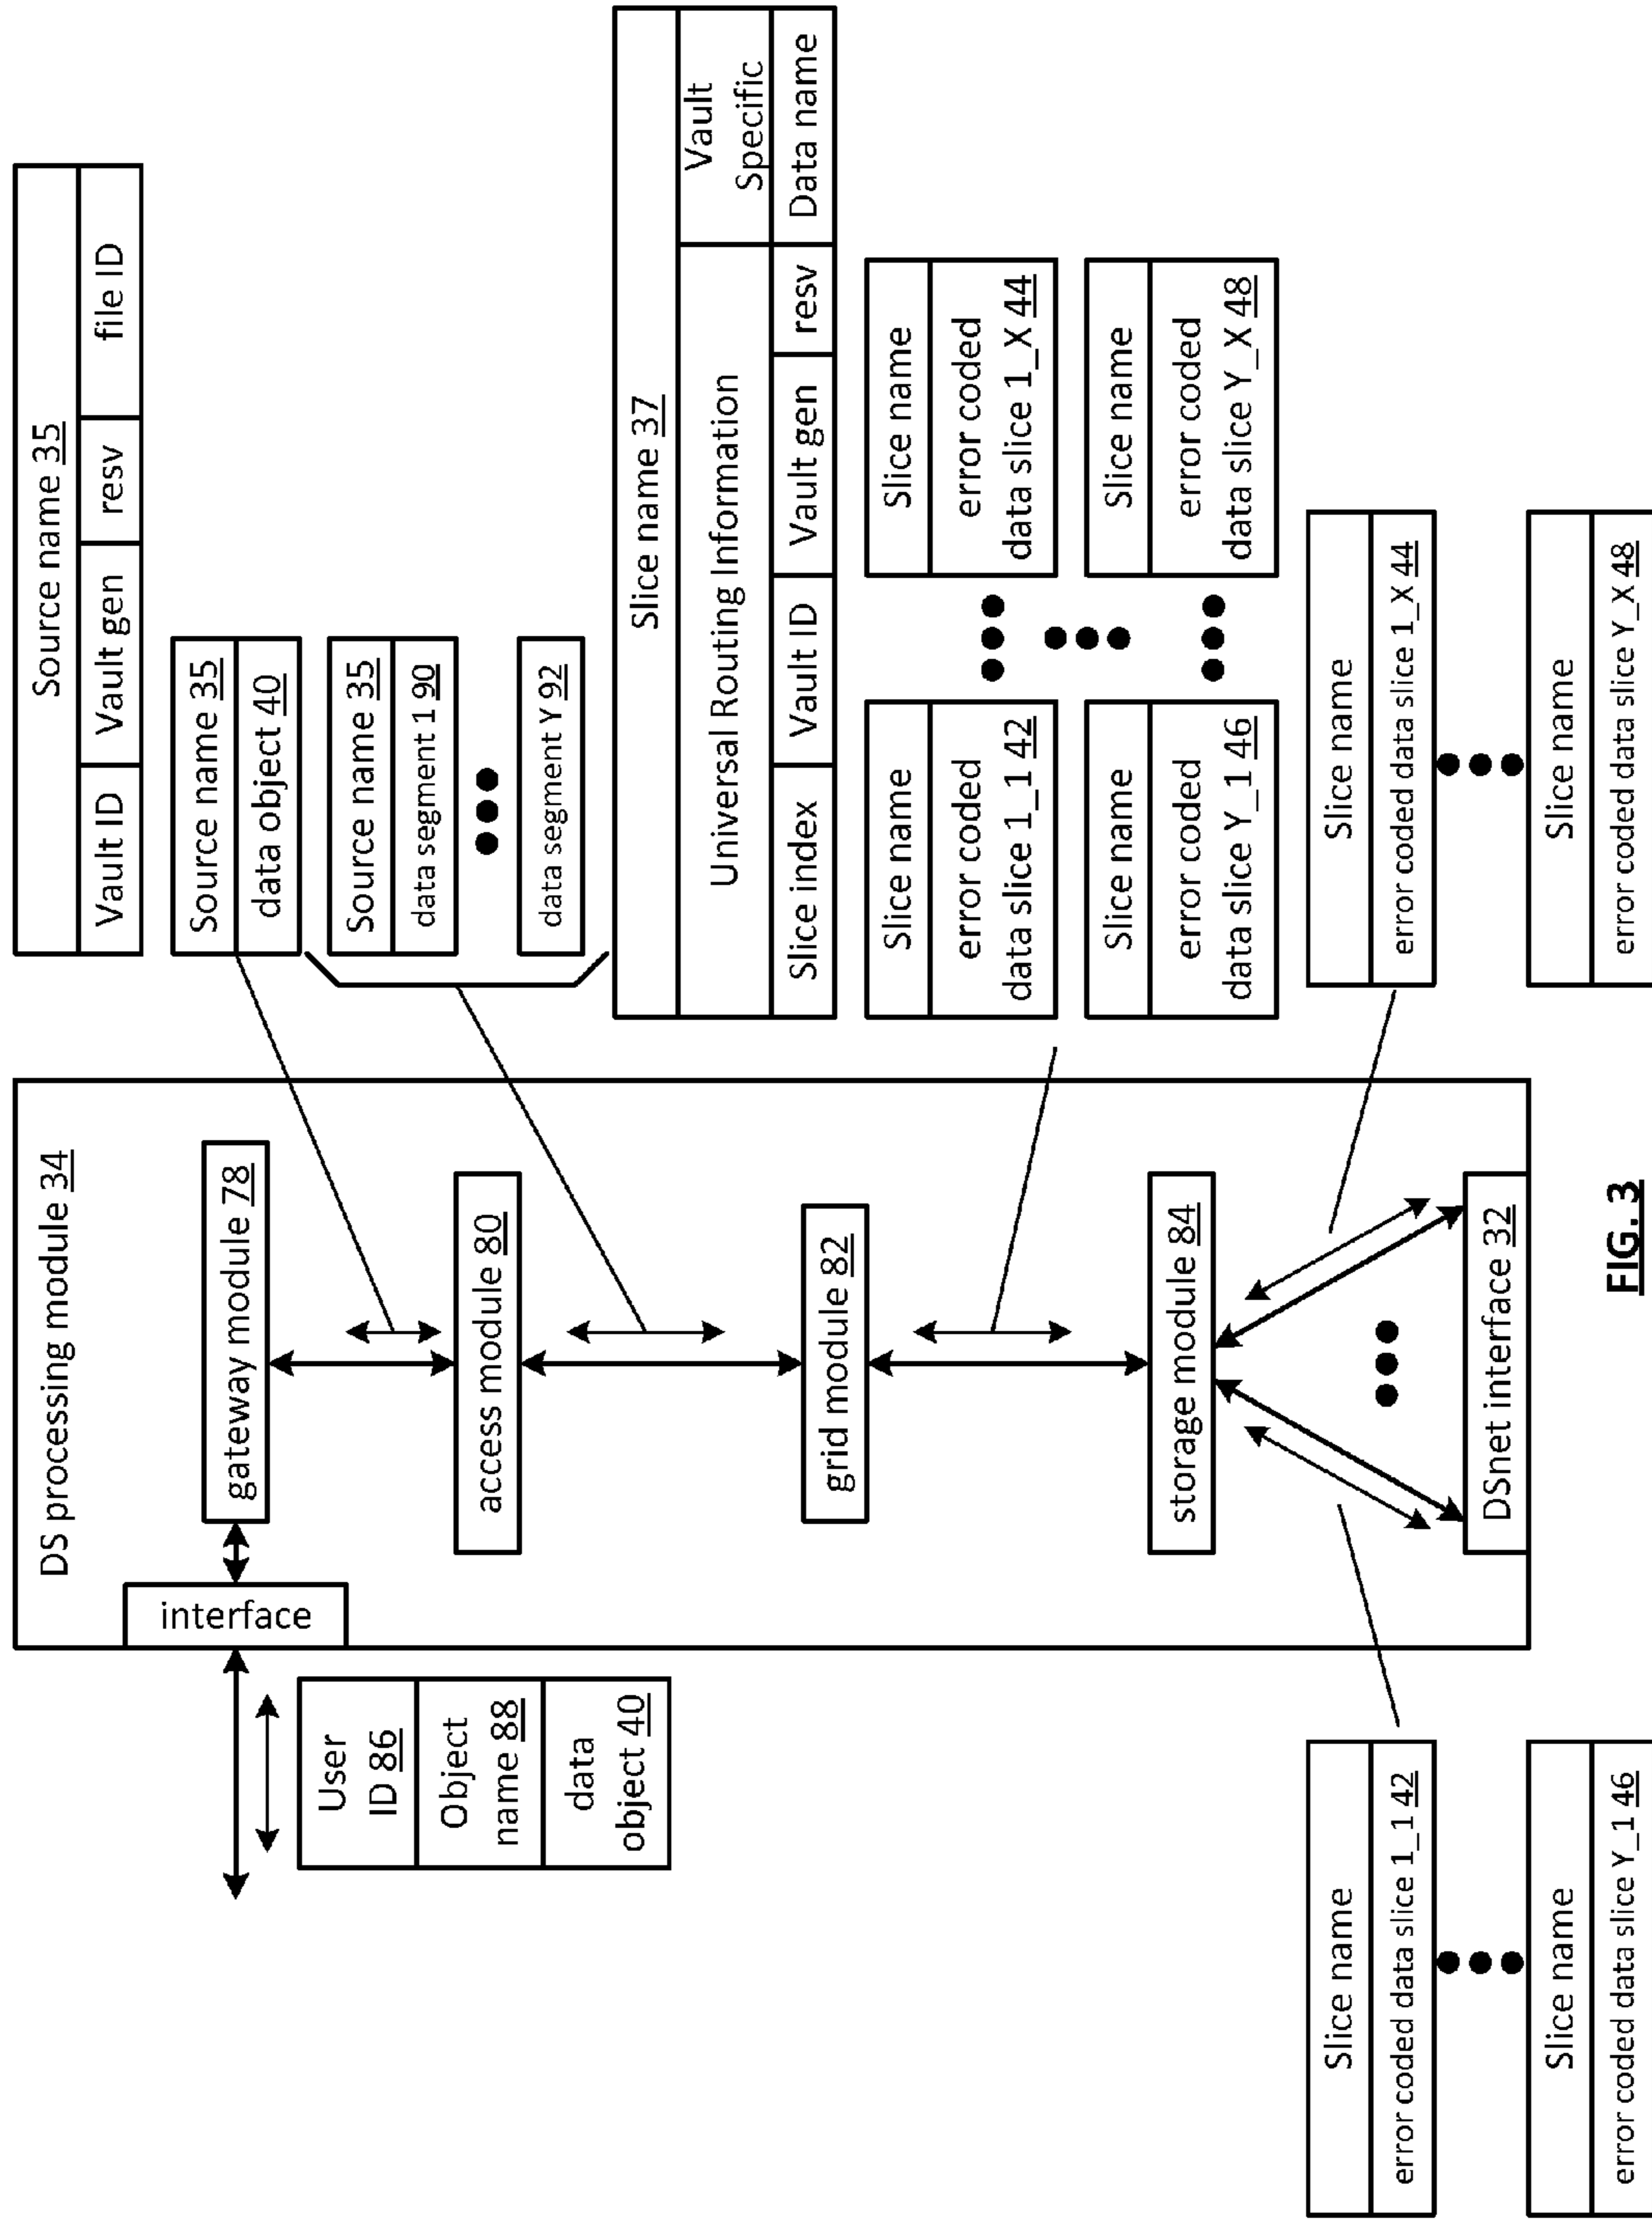 DS processing module 34
interface
gateway module 78
access module 80
grid module 82
storage module 84
DSnet interface 32
User
ID 86
Object
name 88
data
object 40
Source name 35
Vault ID
Vault gen
resv
file ID
Source name 35
data object 40
Source name 35
data segment 1 90
data segment Y 92
Slice name 37
Universal Routing Information
Vault
Specific
Slice index
Vault ID
Vault gen
resv
Data name
Slice name
error coded
data slice 1_1 42
Slice name
error coded
data slice 1_X 44
Slice name
error coded
data slice Y_1 46
Slice name
error coded
data slice Y_X 48
Slice name
error coded data slice 1_1 42
Slice name
error coded data slice Y_1 46
Slice name
error coded data slice 1_X 44
Slice name
error coded data slice Y_X 48
FIG. 3